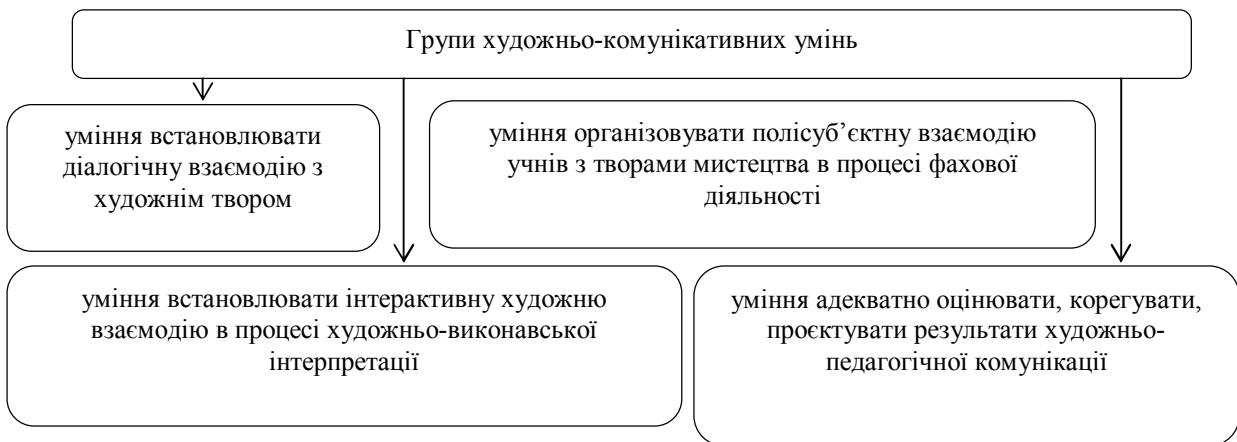 Групи художньо-комунікативних умінь
уміння встановлювати
діалогічну взаємодію з
художнім твором
уміння організовувати полісуб’єктну взаємодію
учнів з творами мистецтва в процесі фахової
діяльності
уміння встановлювати інтерактивну художню
взаємодію в процесі художньо-виконавської
інтерпретації
уміння адекватно оцінювати, корегувати,
проєктувати результати художньо-
педагогічної комунікації